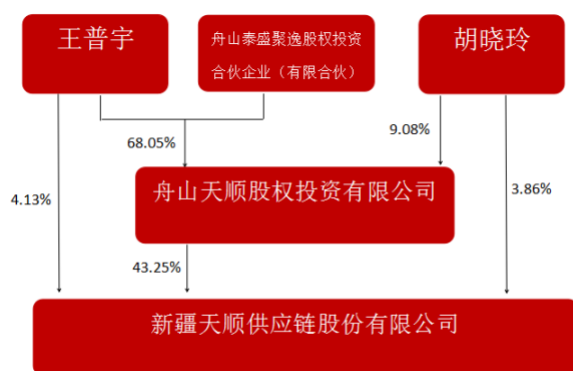 王普宇
舟山泰盛聚逸股权投资
合伙企业（有限合伙）
胡晓玲
68.05%
9.08%
4.13%
舟山天顺股权投资有限公司
3.86%
43.25%
新疆天顺供应链股份有限公司